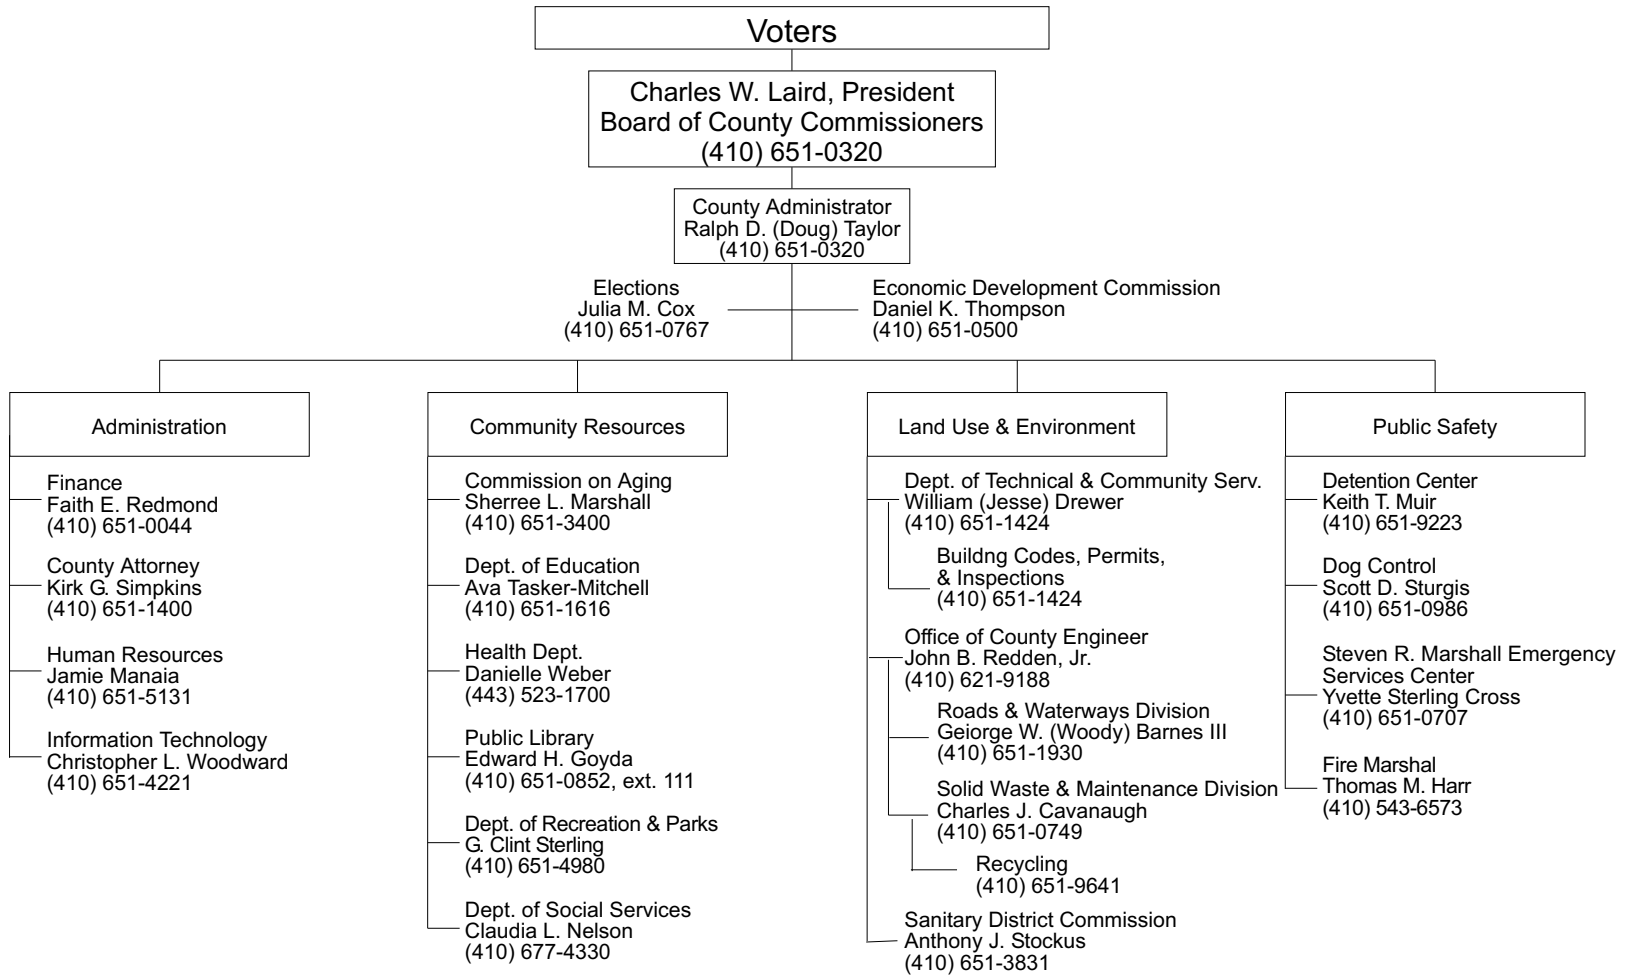 Voters
Charles W. Laird, President
Board of County Commissioners
(410) 651-0320
County Administrator
Ralph D. (Doug) Taylor
(410) 651-0320
Elections
Julia M. Cox
(410) 651-0767
Economic Development Commission
Daniel K. Thompson
(410) 651-0500
Administration
Finance
Faith E. Redmond
(410) 651-0044
County Attorney
Kirk G. Simpkins
(410) 651-1400
Human Resources
Jamie Manaia
(410) 651-5131
Information Technology
Christopher L. Woodward
(410) 651-4221
Community Resources
Commission on Aging
Sherree L. Marshall
(410) 651-3400
Dept. of Education
Ava Tasker-Mitchell
(410) 651-1616
Health Dept.
Danielle Weber
(443) 523-1700
Public Library
Edward H. Goyda
(410) 651-0852, ext. 111
Dept. of Recreation & Parks
G. Clint Sterling
(410) 651-4980
Dept. of Social Services
Claudia L. Nelson
(410) 677-4330
Land Use & Environment
Dept. of Technical & Community Serv.
William (Jesse) Drewer
(410) 651-1424
Buildng Codes, Permits,
& Inspections
(410) 651-1424
Office of County Engineer
John B. Redden, Jr.
(410) 621-9188
Roads & Waterways Division
Geiorge W. (Woody) Barnes III
(410) 651-1930
Solid Waste & Maintenance Division
Charles J. Cavanaugh
(410) 651-0749
Recycling
(410) 651-9641
Sanitary District Commission
Anthony J. Stockus
(410) 651-3831
Public Safety
Detention Center
Keith T. Muir
(410) 651-9223
Dog Control
Scott D. Sturgis
(410) 651-0986
Steven R. Marshall Emergency
Services Center
Yvette Sterling Cross
(410) 651-0707
Fire Marshal
Thomas M. Harr
(410) 543-6573